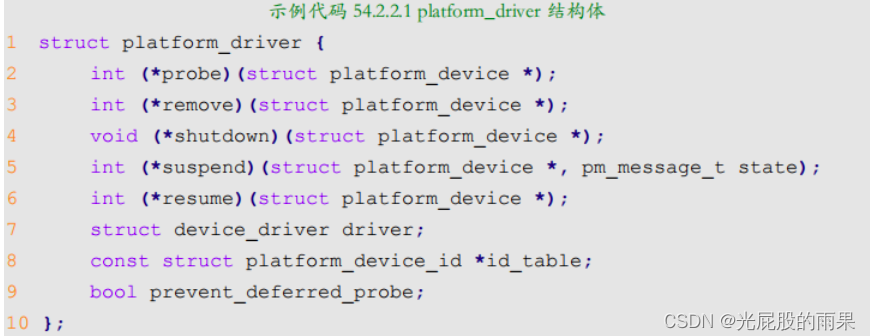 示例代码 54.2.2.1 platform_driver 结构体
1 struct platform_driver {
2 int (*probe)(struct platform_device *);
3 int (*remove)(struct platform_device *);
4 void (*shutdown)(struct platform_device *);
5 int (*suspend)(struct platform_device *, pm_message_t state);
6 int (*resume)(struct platform_device *);
7 struct device_driver driver;
8 const struct platform_device_id *id_table;
9 bool prevent_deferred_probe;
10 };
CSDN @光屁股的雨果